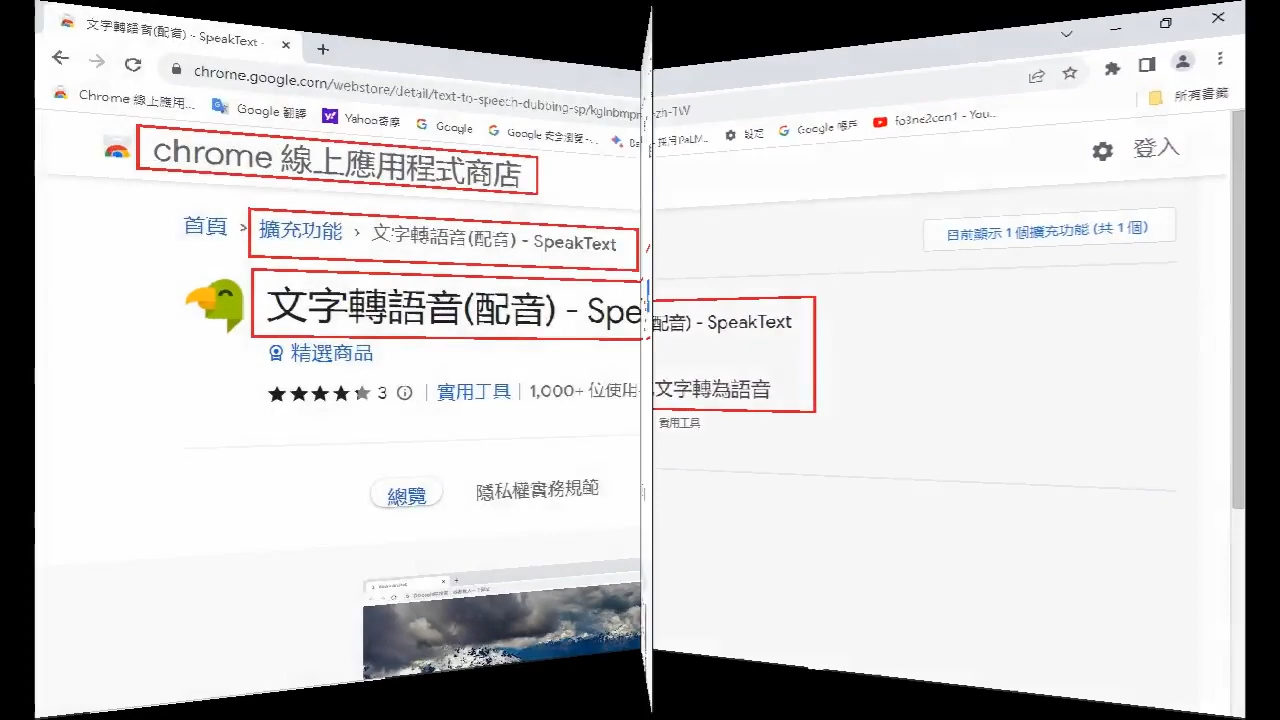 文字轉語音(配音) - SpeakText -
chrome.google.com/webstore/detail/text-to-speech-dubbing-sp/kglnbmp
zh-TW
Chrome 線上應用... Google 翻譯 Yahoo奇摩 Google Google 安全瀏覽 -... Ba
採用 PaLM... 設定 Google 帳戶 fo3ne2con1 - You... 所有書籤
chrome 線上應用程式商店
登入
首頁 › 擴充功能 › 文字轉語音(配音) - SpeakText
目前顯示 1 個擴充功能 (共 1 個)
文字轉語音(配音) - Spe
配音) - SpeakText
精選商品
文字轉為語音
3 實用工具 1,000+ 位使用
實用工具
總覽 隱私權實務規範